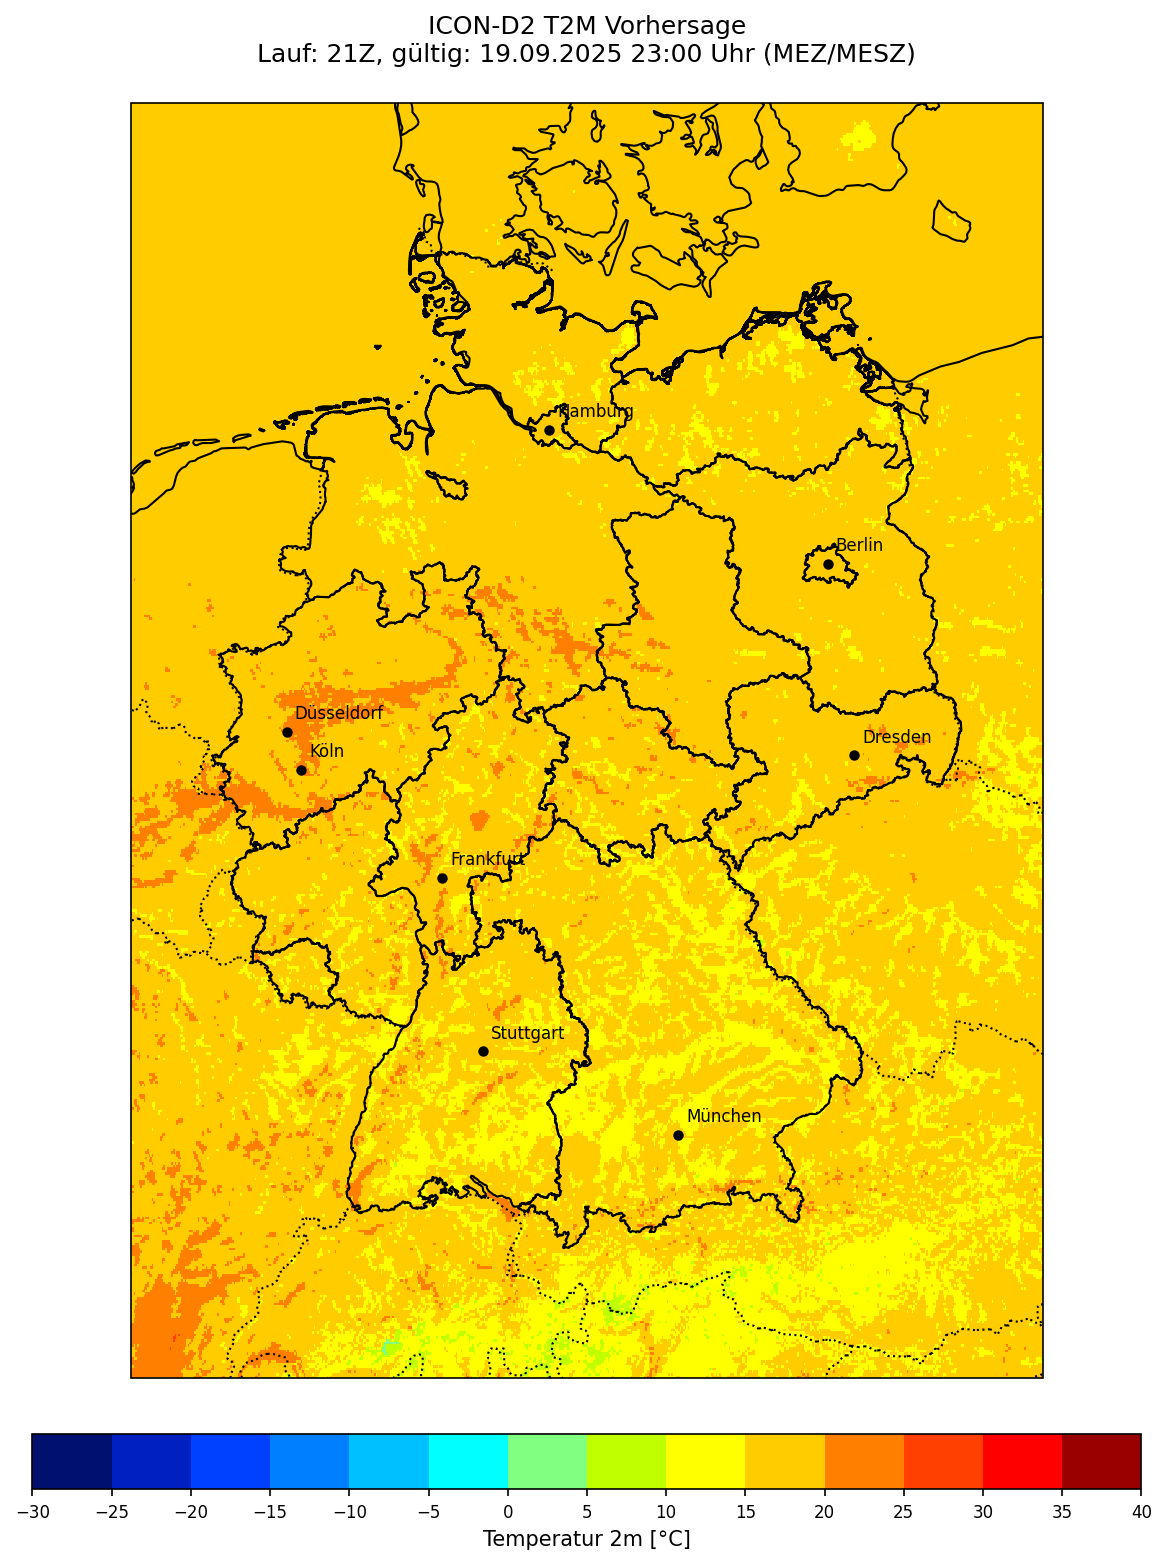 ICON-D2 T2M Vorhersage
Lauf: 21Z, gültig: 19.09.2025 23:00 Uhr (MEZ/MESZ)
Hamburg
Berlin
Düsseldorf
Dresden
Köln
Frankfurt
Stuttgart
München
−30 −25 −20 −15 −10 −5 0 5 10 15 20 25 30 35 40
Temperatur 2m [°C]